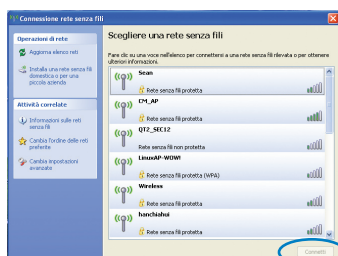 Connessione rete senza fili
Operazioni di rete
Aggiorna elenco reti
Installa una rete senza fili
domestica o per una
piccola azienda
Attività correlate
Informazioni sulle reti
senza fili
Cambia l'ordine delle reti
preferite
Cambia impostazioni
avanzate
Scegliere una rete senza fili
Fare clic su una voce nell'elenco per connettersi a una rete senza fili rilevata o per ottenere
ulteriori informazioni.
Sean
Rete senza fili protetta
CM_AP
Rete senza fili protetta
QT2_SEC12
Rete senza fili non protetta
LinuxAP-WOW!
Rete senza fili protetta (WPA)
Wireless
Rete senza fili protetta
hanchiahui
Rete senza fili protetta
Connetti